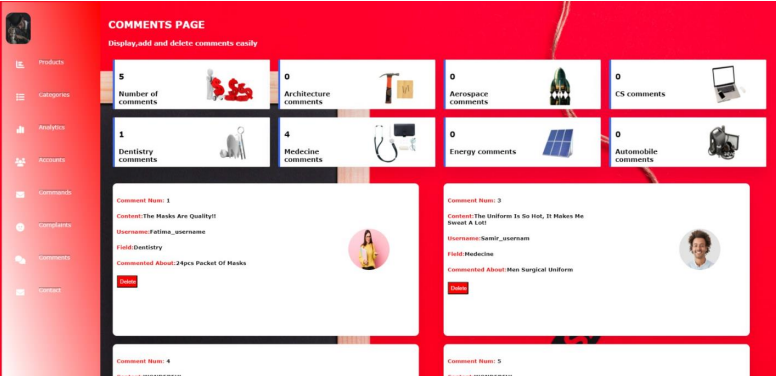 COMMENTS PAGE
Display,add and delete comments easily
Products
Categories
Analytics
Accounts
Commands
Complaints
Comments
Contact
5
Number of
comments
0
Architecture
comments
0
Aerospace
comments
0
CS comments
1
Dentistry
comments
4
Medecine
comments
0
Energy comments
0
Automobile
comments
Comment Num: 1
Content:The Masks Are Quality!!
Username:Fatima_username
Field:Dentistry
Commented About:24pcs Packet Of Masks
Delete
Comment Num: 3
Content:The Uniform Is So Hot, It Makes Me
Sweat A Lot!
Username:Samir_usernam
Field:Medecine
Commented About:Men Surgical Uniform
Delete
Comment Num: 4
Comment Num: 5